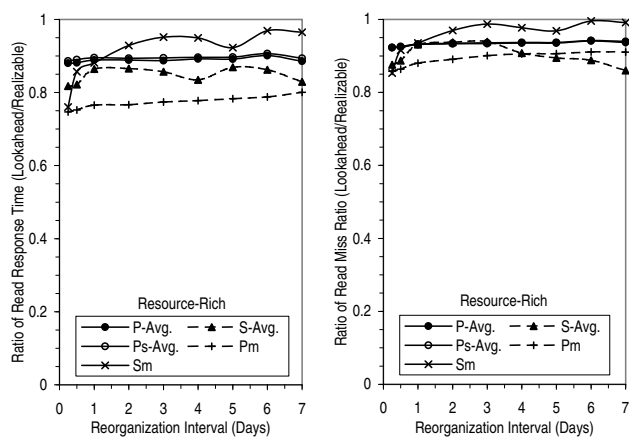 Ratio of Read Response Time (Lookahead/Realizable)
1
0.8
0.6
0.4
0.2
0
Resource-Rich
P-Avg.
S-Avg.
Ps-Avg.
Pm
Sm
0 1 2 3 4 5 6 7
Reorganization Interval (Days)
Ratio of Read Miss Ratio (Lookahead/Realizable)
1
0.8
0.6
0.4
0.2
0
Resource-Rich
P-Avg.
S-Avg.
Ps-Avg.
Pm
Sm
0 1 2 3 4 5 6 7
Reorganization Interval (Days)